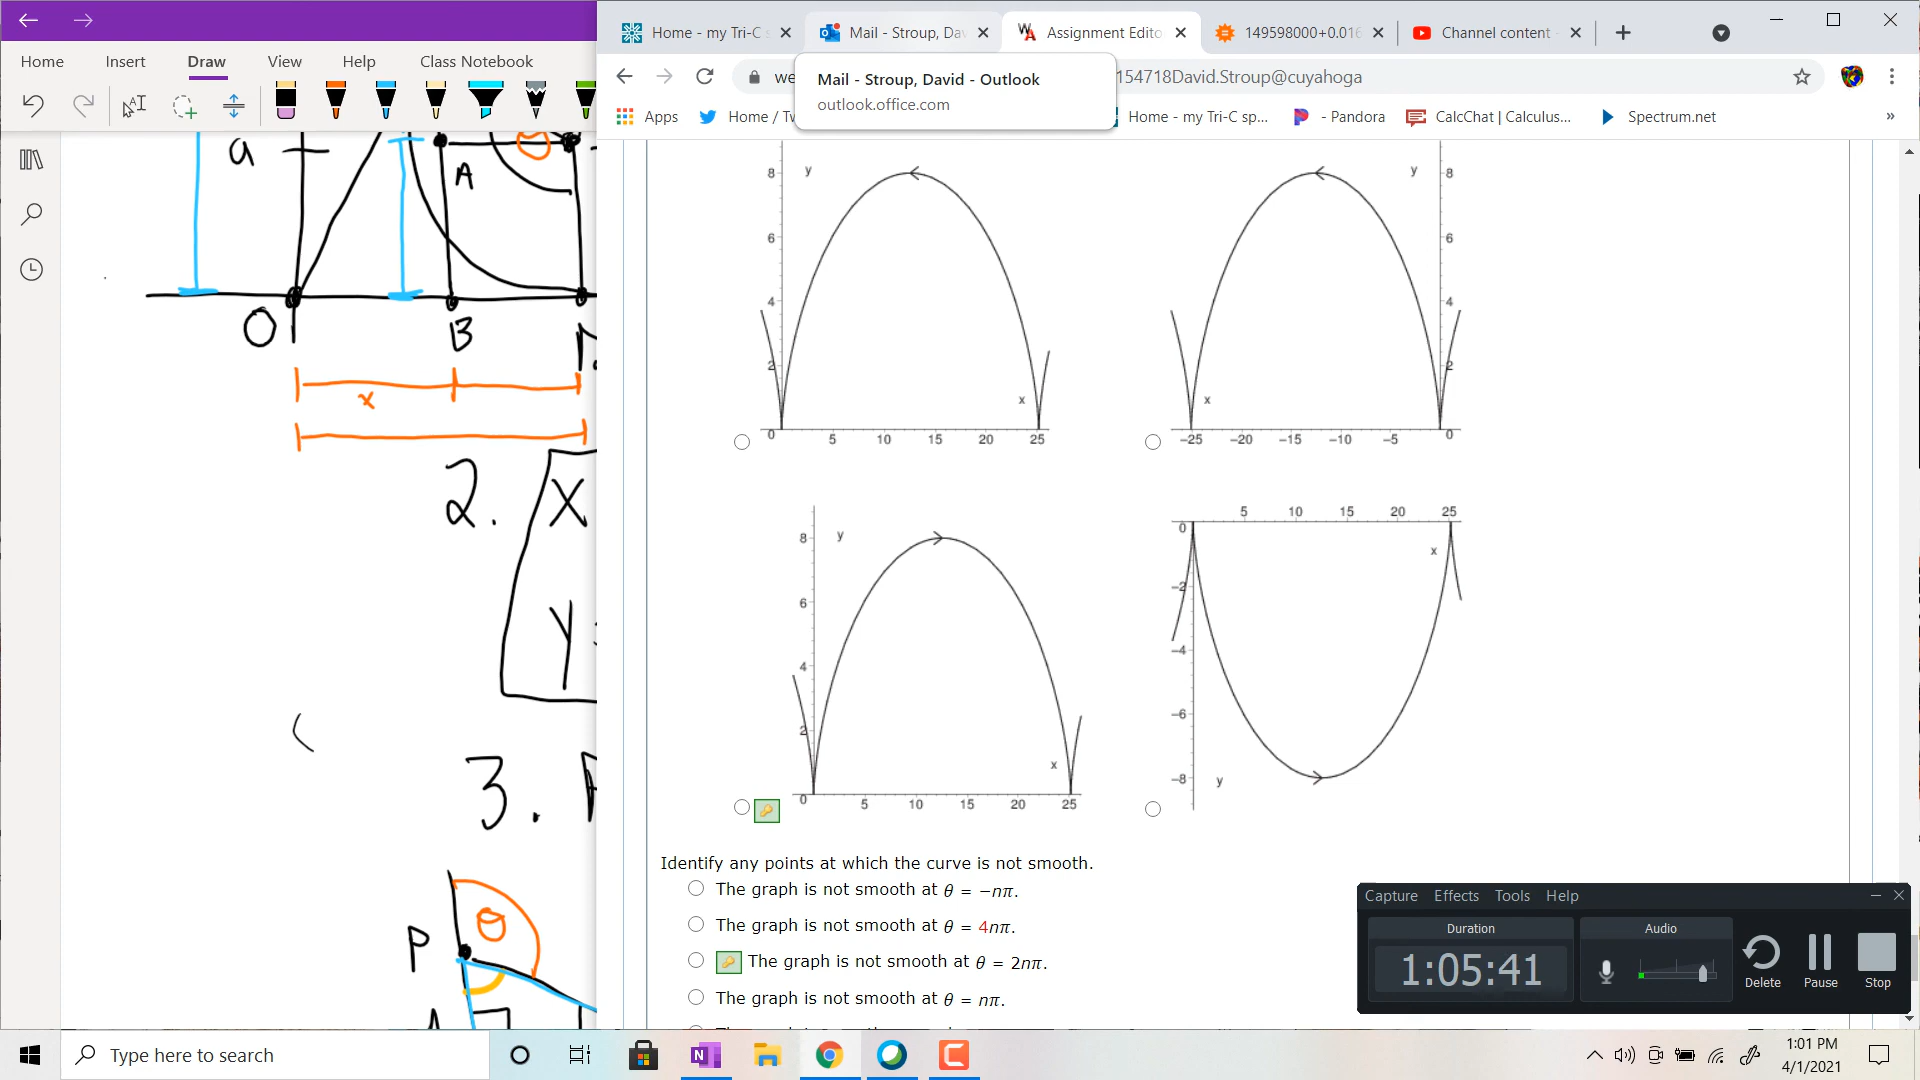 Home Insert Draw View Help Class Notebook
a
A
θ
O
B
x
2.
X
y
3.
θ
P
Home - my Tri-C s
Mail - Stroup, Dav
Assignment Edito
149598000+0.016
Channel content -
we
154718David.Stroup@cuyahoga
Mail - Stroup, David - Outlook
outlook.office.com
Apps
Home / Tw
Home - my Tri-C sp...
- Pandora
CalcChat | Calculus...
Spectrum.net
»
8 y
6
4
2
x
0 5 10 15 20 25
y 8
6
4
2
x
-25 -20 -15 -10 -5 0
8 y
6
4
2
x
0 5 10 15 20 25
5 10 15 20 25
0
x
-2
-4
-6
-8 y
Identify any points at which the curve is not smooth.
The graph is not smooth at θ = −nπ.
The graph is not smooth at θ = 4nπ.
The graph is not smooth at θ = 2nπ.
The graph is not smooth at θ = nπ.
Capture Effects Tools Help
Duration
1:05:41
Audio
Delete
Pause
Stop
Type here to search
1:01 PM
4/1/2021